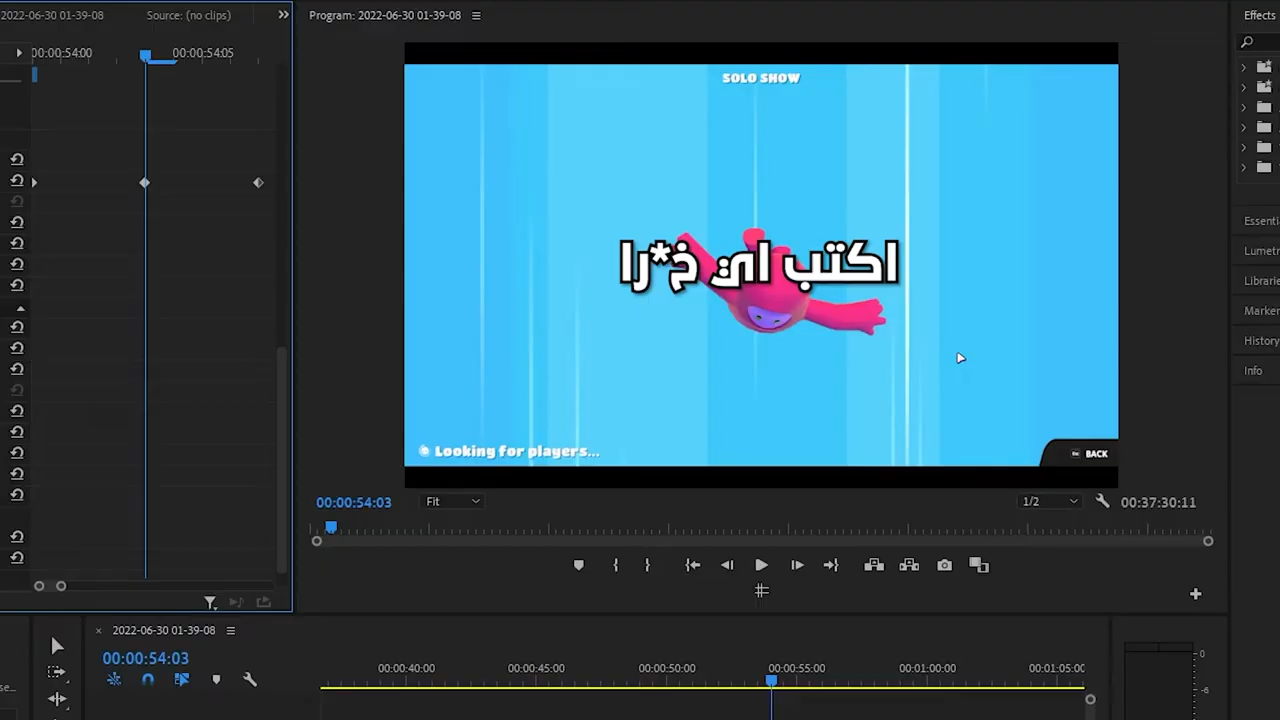 2022-06-30 01-39-08
Source: (no clips)
Program: 2022-06-30 01-39-08
Effects
00:00:54:00
00:00:54:05
SOLO SHOW
اكتب اي خ*را
Looking for players...
BACK
Essenti
Lumetr
Librarie
Marker
History
Info
00:00:54:03
Fit
1/2
00:37:30:11
2022-06-30 01-39-08
00:00:54:03
00:00:40:00
00:00:45:00
00:00:50:00
00:00:55:00
00:01:00:00
00:01:05:00
0
-6
se...